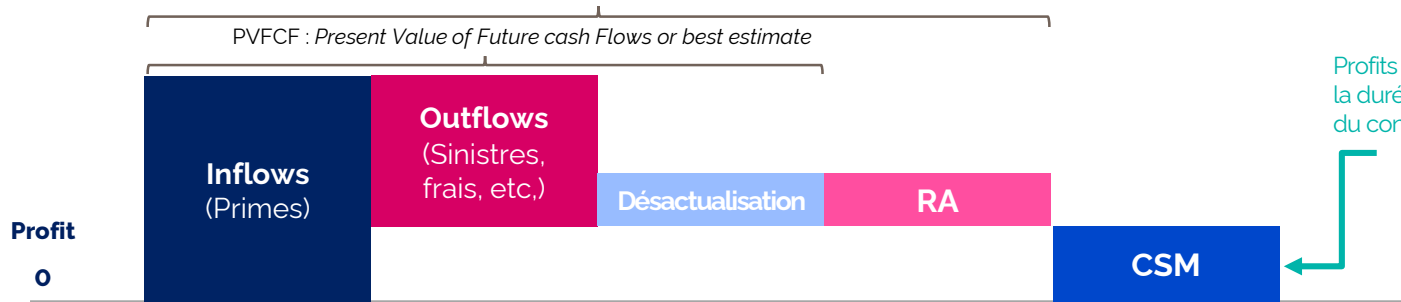 PVFCF : Present Value of Future cash Flows or best estimate
Profits
la duré
du con
Outflows
(Sinistres,
frais, etc,)
Inflows
(Primes)
Désactualisation
RA
Profit
0
CSM